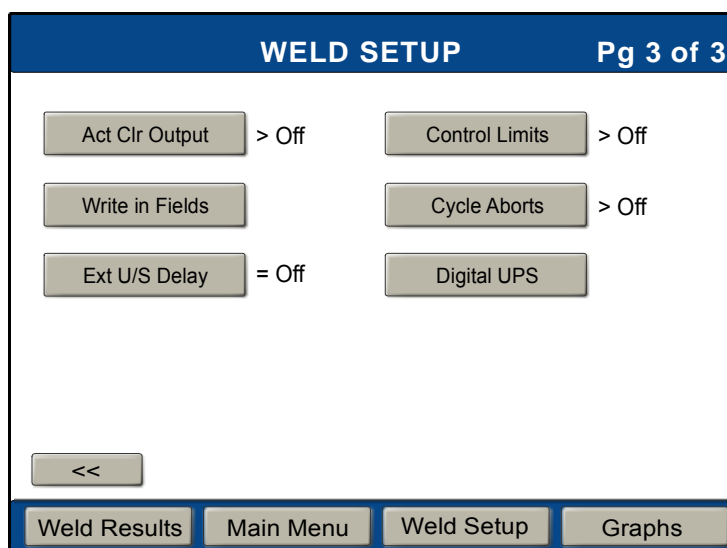 WELD SETUP Pg 3 of 3
Act Clr Output > Off Control Limits > Off
Write in Fields Cycle Aborts > Off
Ext U/S Delay = Off Digital UPS
<<
Weld Results Main Menu Weld Setup Graphs